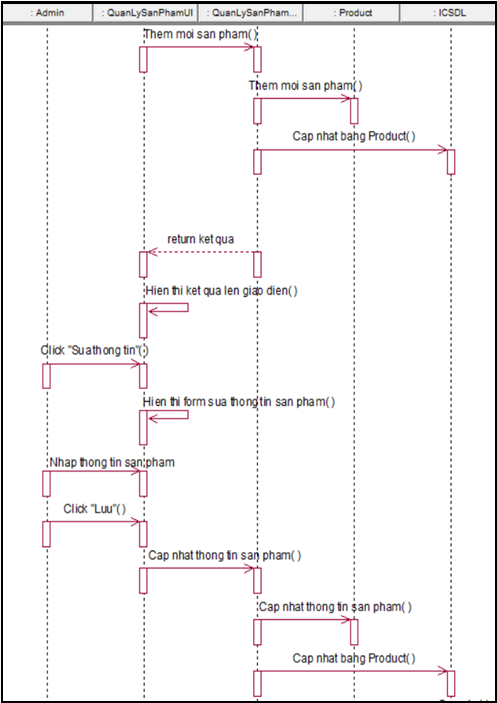 : Admin
: QuanLySanPhamUI
: QuanLySanPham...
: Product
: ICSDL
Them moi san pham()
Them moi san pham()
Cap nhat bang Product()
return ket qua
Hien thi ket qua len giao dien()
Click "Sua thong tin"()
Hien thi form sua thong tin san pham()
Nhap thong tin san pham
Click "Luu"()
Cap nhat thong tin san pham()
Cap nhat thong tin san pham()
Cap nhat bang Product()